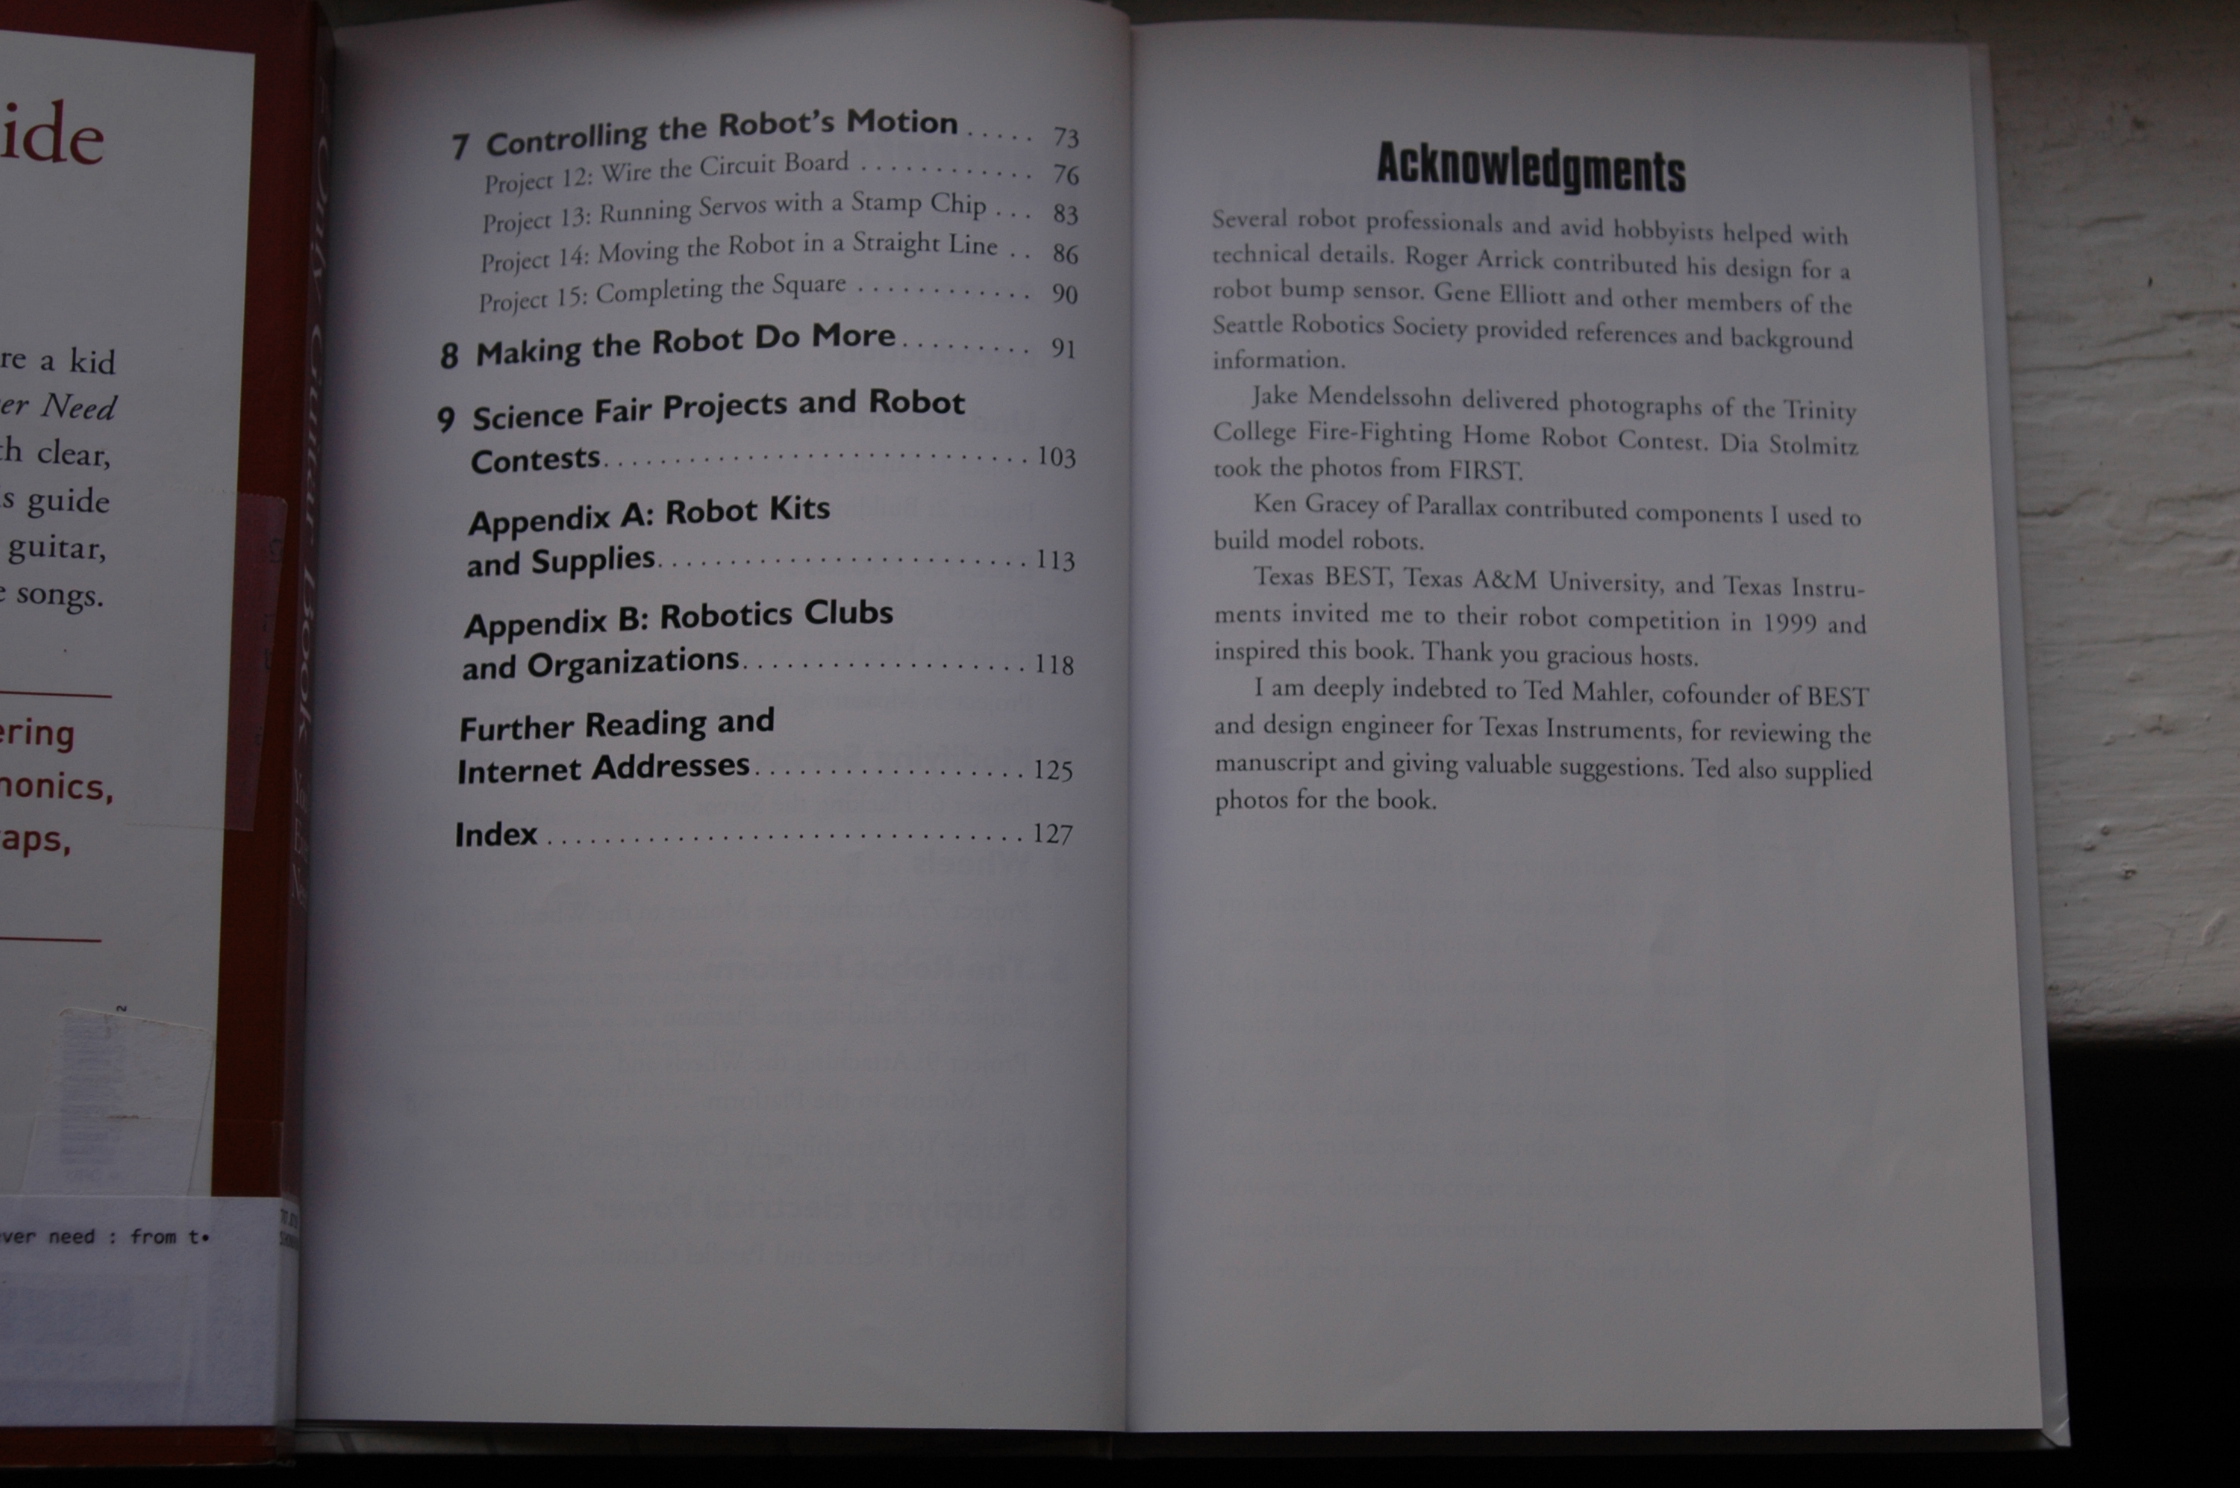 ide
re a kid
er Need
th clear,
s guide
guitar,
e songs.
ering
monics,
aps,
ver need : from t•
Only Guitar Book
7 Controlling the Robot's Motion ..... 73
Project 12: Wire the Circuit Board ............ 76
Project 13: Running Servos with a Stamp Chip ... 83
Project 14: Moving the Robot in a Straight Line .. 86
Project 15: Completing the Square ............ 90
8 Making the Robot Do More ......... 91
9 Science Fair Projects and Robot
Contests .............................. 103
Appendix A: Robot Kits
and Supplies .......................... 113
Appendix B: Robotics Clubs
and Organizations .................... 118
Further Reading and
Internet Addresses ................... 125
Index .................................. 127
Acknowledgments
Several robot professionals and avid hobbyists helped with
technical details. Roger Arrick contributed his design for a
robot bump sensor. Gene Elliott and other members of the
Seattle Robotics Society provided references and background
information.
Jake Mendelssohn delivered photographs of the Trinity
College Fire-Fighting Home Robot Contest. Dia Stolmitz
took the photos from FIRST.
Ken Gracey of Parallax contributed components I used to
build model robots.
Texas BEST, Texas A&M University, and Texas Instru-
ments invited me to their robot competition in 1999 and
inspired this book. Thank you gracious hosts.
I am deeply indebted to Ted Mahler, cofounder of BEST
and design engineer for Texas Instruments, for reviewing the
manuscript and giving valuable suggestions. Ted also supplied
photos for the book.